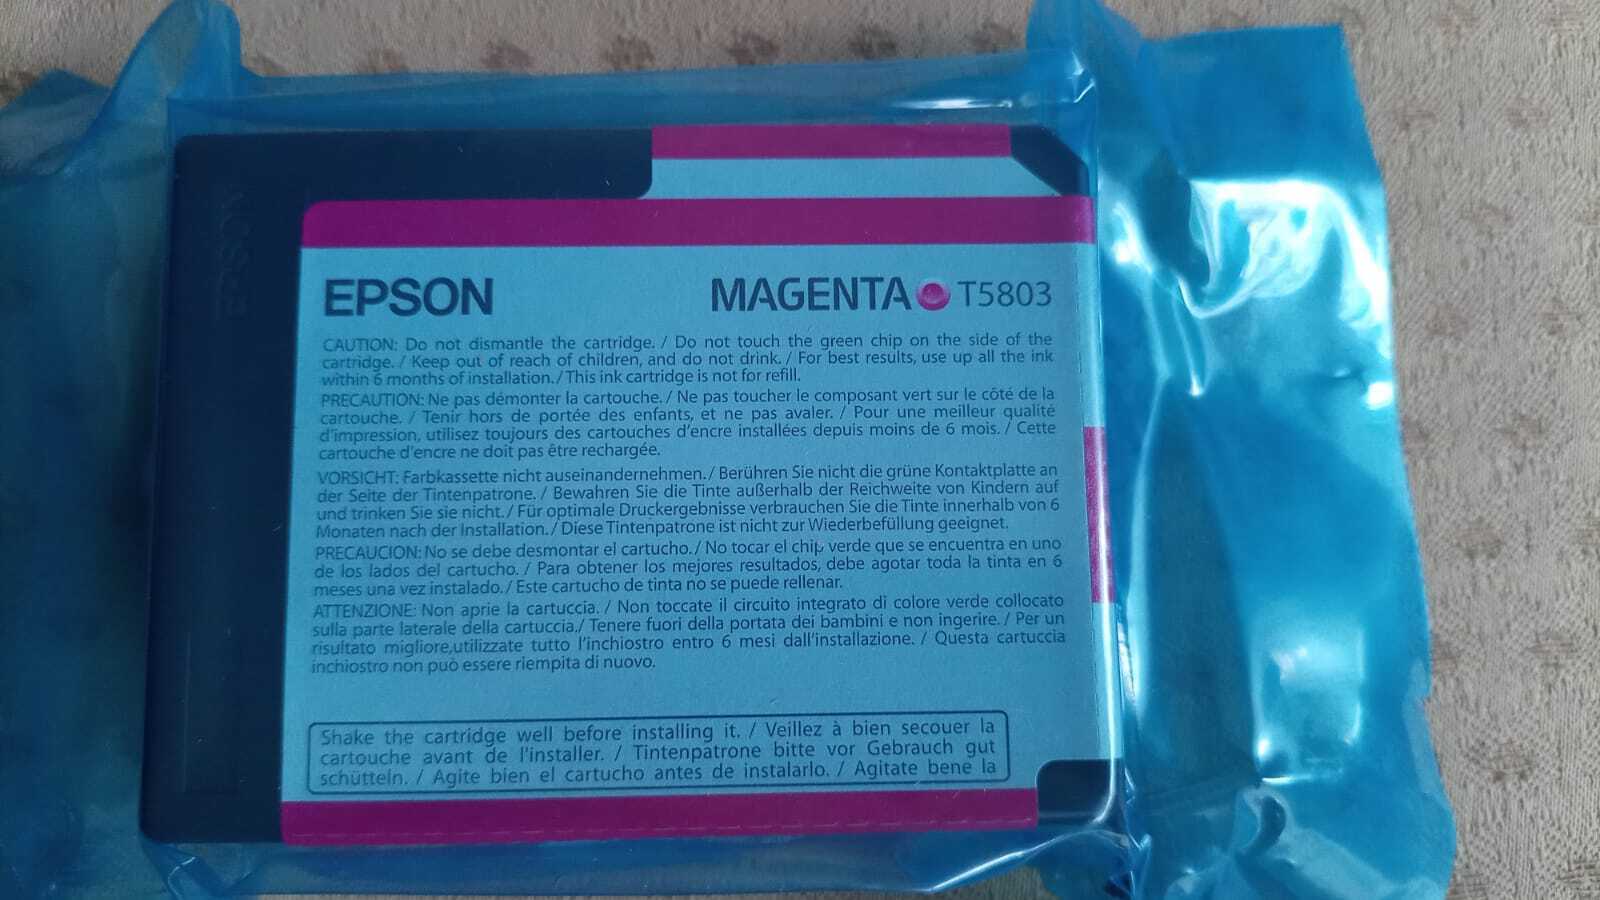 EPSON
EPSON MAGENTA T5803
CAUTION: Do not dismantle the cartridge. / Do not touch the green chip on the side of the
cartridge. / Keep out of reach of children, and do not drink. / For best results, use up all the ink
within 6 months of installation. / This ink cartridge is not for refill.
PRECAUTION: Ne pas démonter la cartouche. / Ne pas toucher le composant vert sur le côté de la
cartouche. / Tenir hors de portée des enfants, et ne pas avaler. / Pour une meilleur qualité
d'impression, utilisez toujours des cartouches d'encre installées depuis moins de 6 mois. / Cette
cartouche d'encre ne doit pas être rechargée.
VORSICHT: Farbkassette nicht auseinandernehmen. / Berühren Sie nicht die grüne Kontaktplatte an
der Seite der Tintenpatrone. / Bewahren Sie die Tinte außerhalb der Reichweite von Kindern auf
und trinken Sie sie nicht. / Für optimale Druckergebnisse verbrauchen Sie die Tinte innerhalb von 6
Monaten nach der Installation. / Diese Tintenpatrone ist nicht zur Wiederbefüllung geeignet.
PRECAUCION: No se debe desmontar el cartucho. / No tocar el chip verde que se encuentra en uno
de los lados del cartucho. / Para obtener los mejores resultados, debe agotar toda la tinta en 6
meses una vez instalado. / Este cartucho de tinta no se puede rellenar.
ATTENZIONE: Non aprie la cartuccia. / Non toccate il circuito integrato di colore verde collocato
sulla parte laterale della cartuccia./ Tenere fuori della portata dei bambini e non ingerire. / Per un
risultato migliore,utilizzate tutto l'inchiostro entro 6 mesi dall'installazione. / Questa cartuccia
inchiostro non può essere riempita di nuovo.
Shake the cartridge well before installing it. / Veillez à bien secouer la
cartouche avant de l'installer. / Tintenpatrone bitte vor Gebrauch gut
schütteln. / Agite bien el cartucho antes de instalarlo. / Agitate bene la